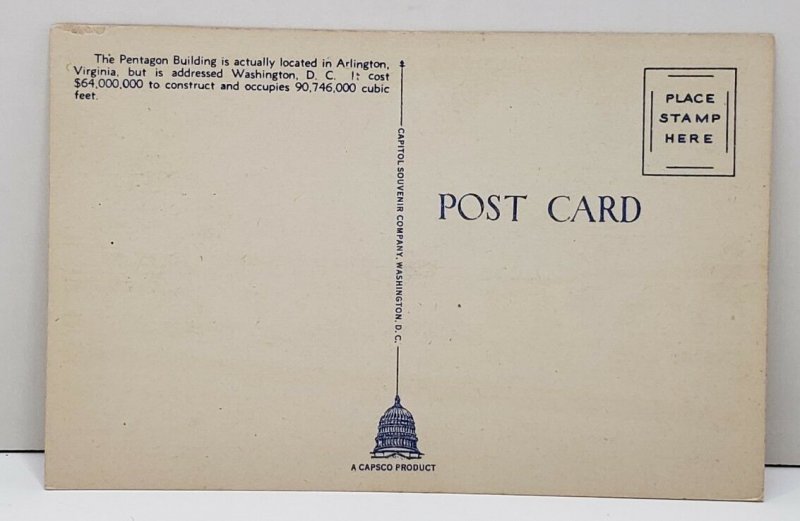 The Pentagon Building is actually located in Arlington,
Virginia, but is addressed Washington, D. C. It cost
$64,000,000 to construct and occupies 90,746,000 cubic
feet.
CAPITOL SOUVENIR COMPANY, WASHINGTON, D. C.
PLACE
STAMP
HERE
POST CARD
A CAPSCO PRODUCT